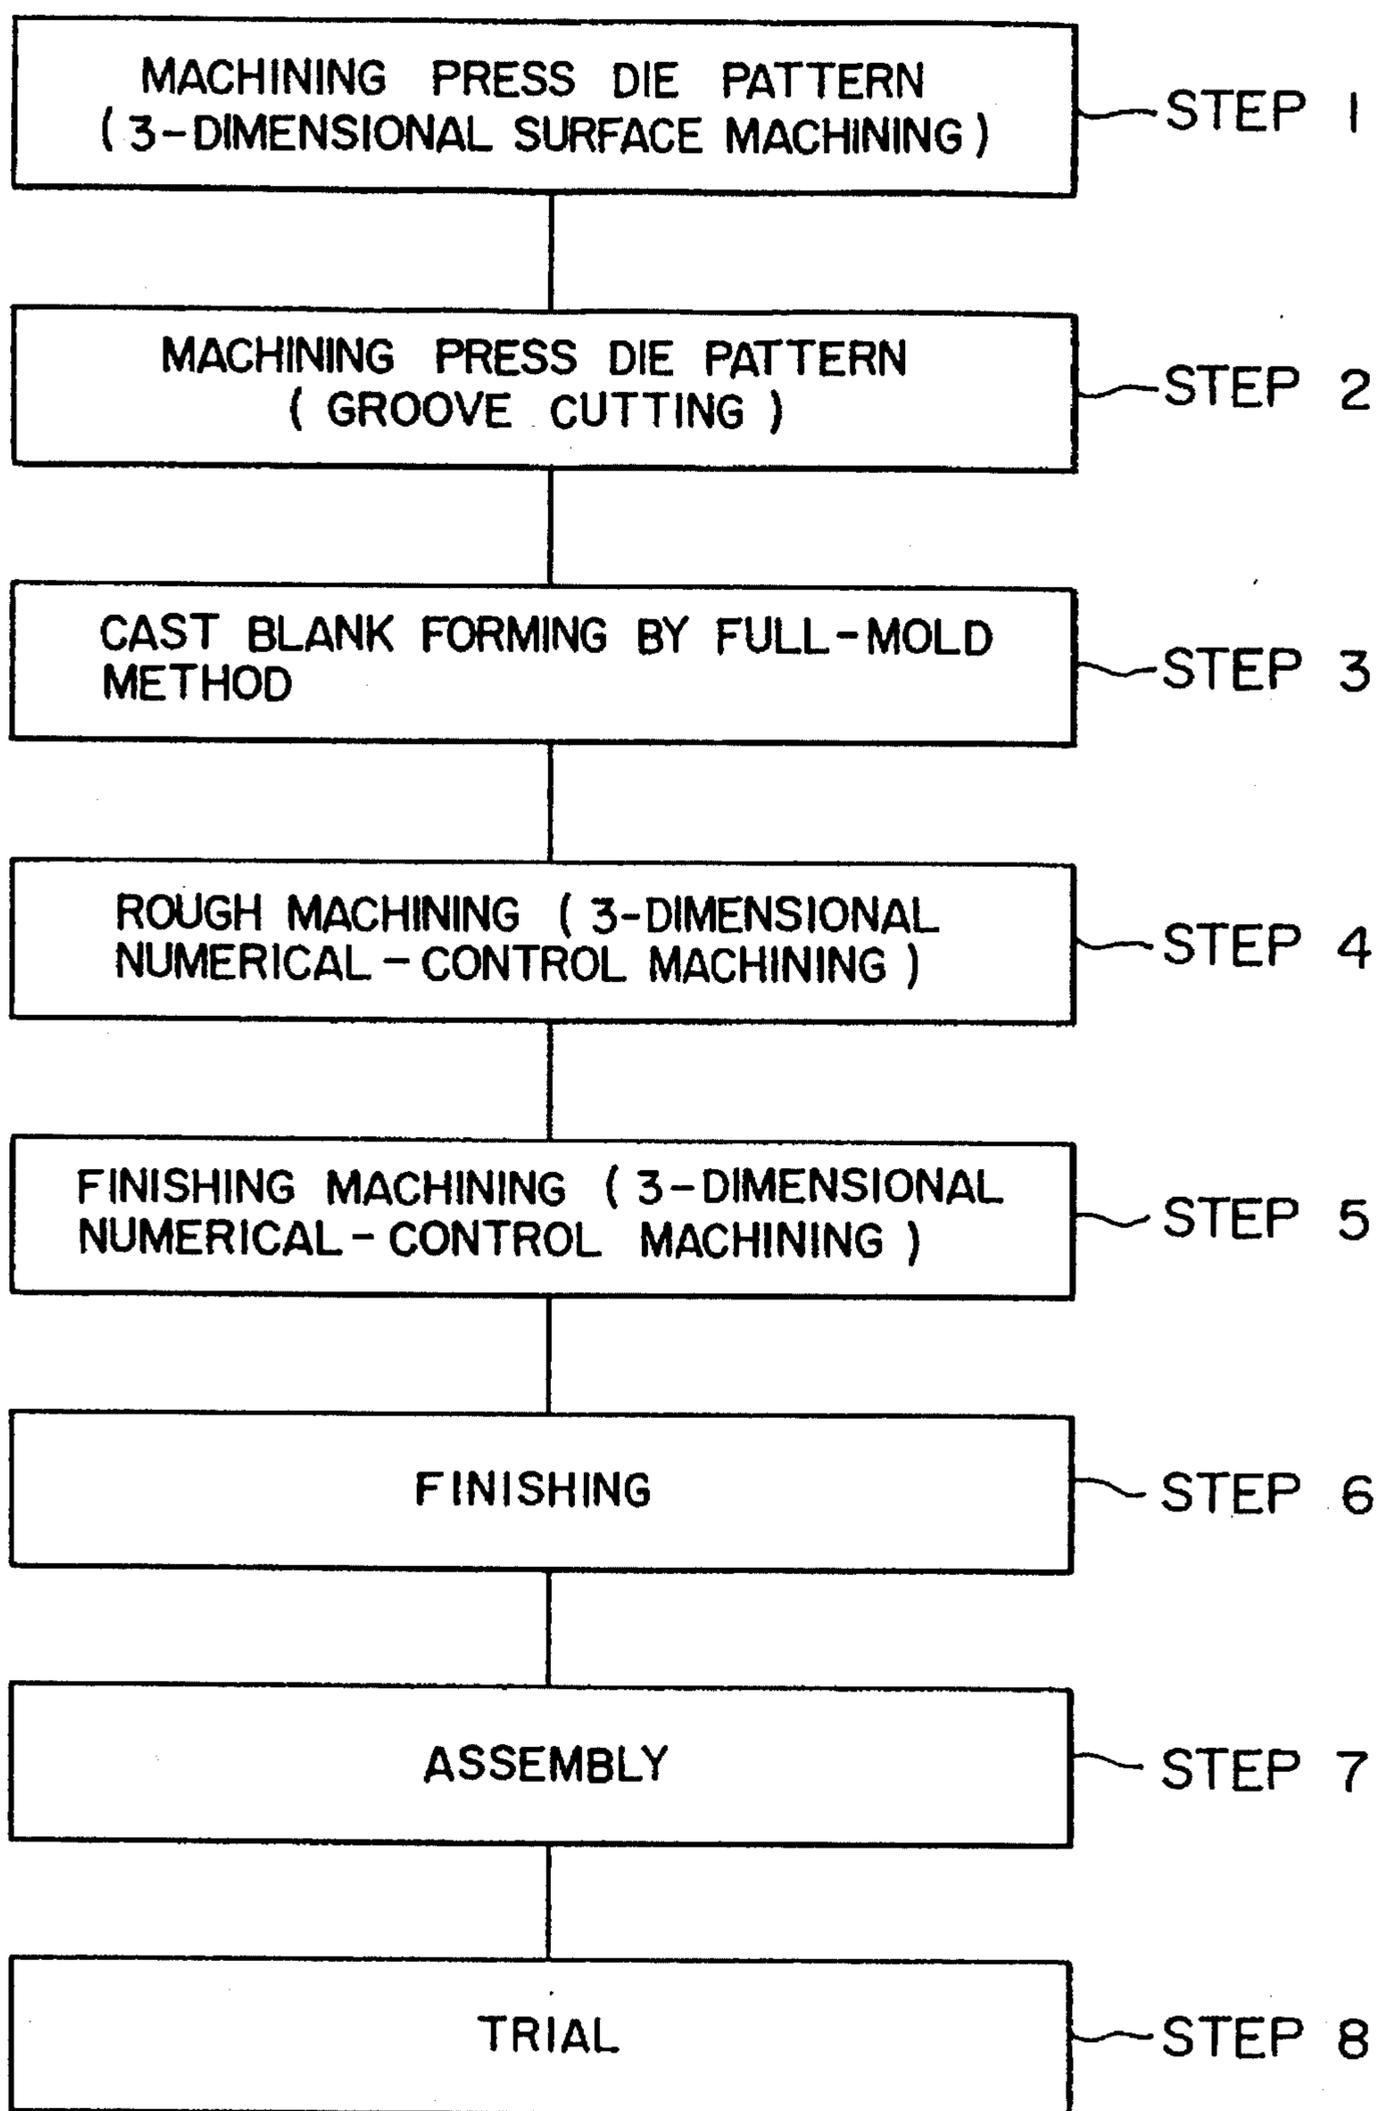 MACHINING PRESS DIE PATTERN
(3-DIMENSIONAL SURFACE MACHINING)
STEP 1
MACHINING PRESS DIE PATTERN
(GROOVE CUTTING)
STEP 2
CAST BLANK FORMING BY FULL-MOLD
METHOD
STEP 3
ROUGH MACHINING (3-DIMENSIONAL
NUMERICAL-CONTROL MACHINING)
STEP 4
FINISHING MACHINING (3-DIMENSIONAL
NUMERICAL-CONTROL MACHINING)
STEP 5
FINISHING
STEP 6
ASSEMBLY
STEP 7
TRIAL
STEP 8